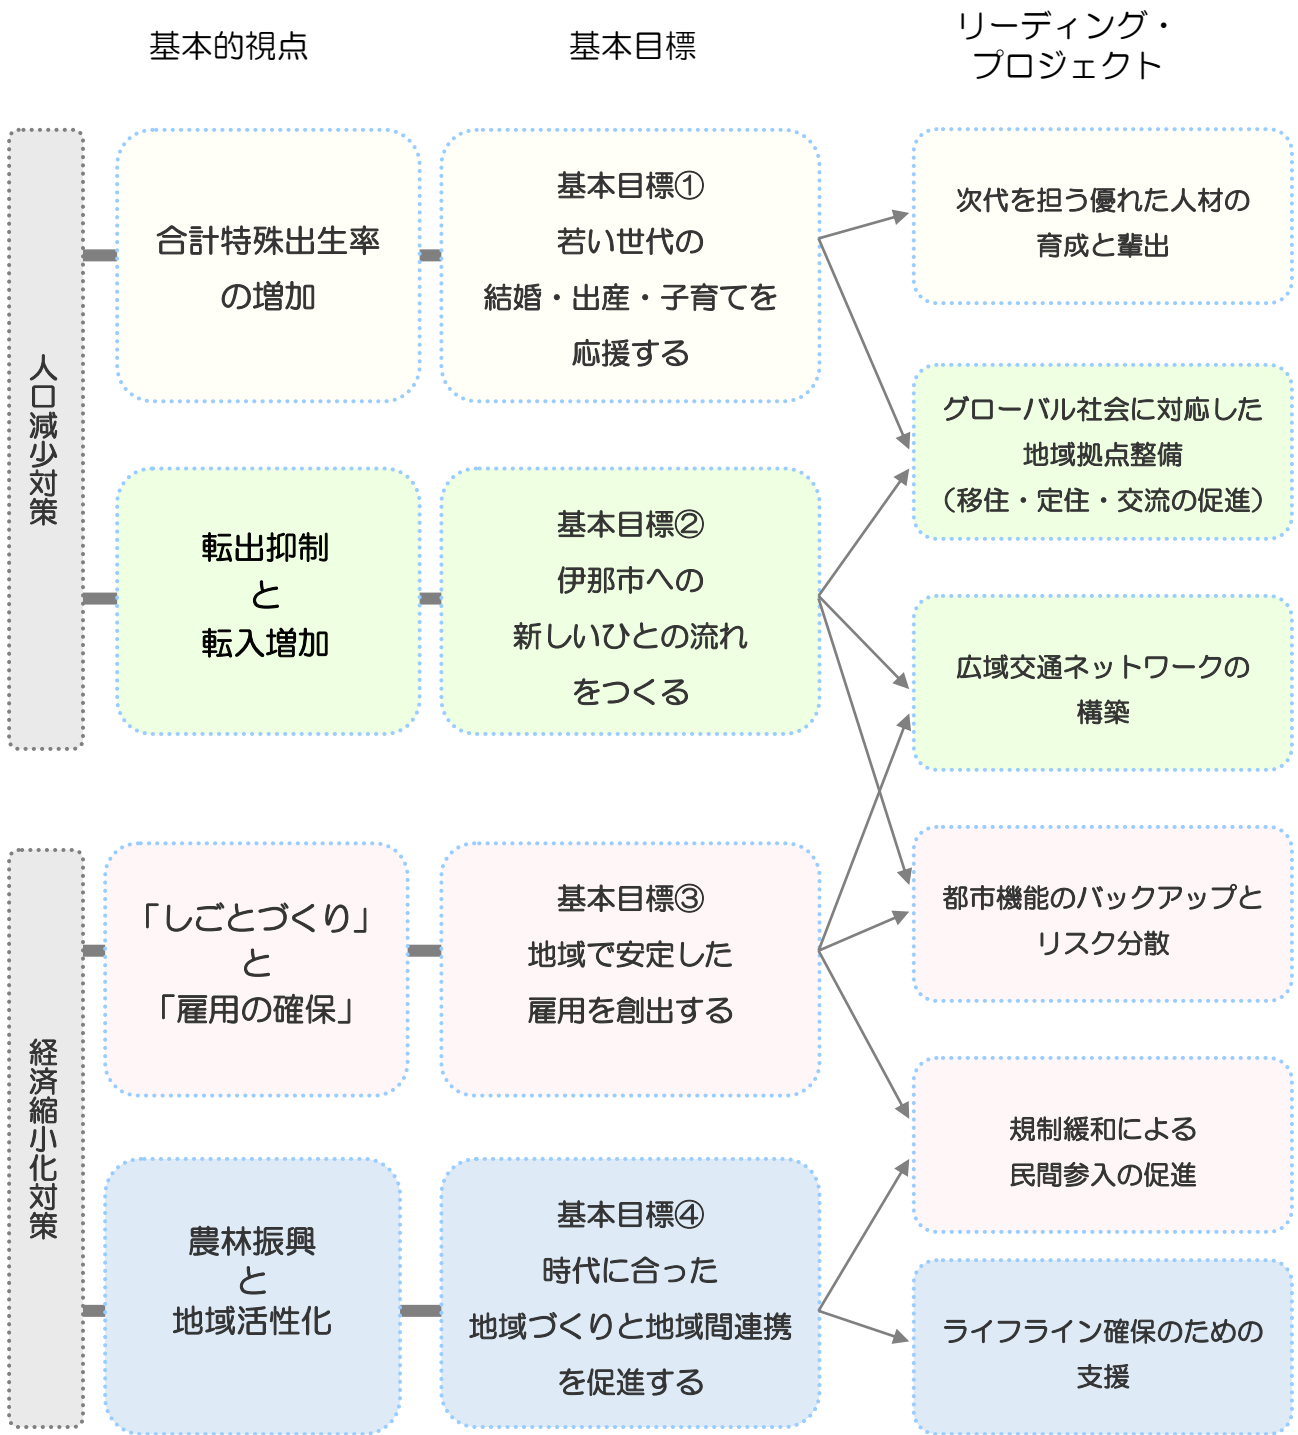 基本的視点
基本目標
リーディング・
プロジェクト
人口減少対策
合計特殊出生率
の増加
基本目標①
若い世代の
結婚・出産・子育てを
応援する
次代を担う優れた人材の
育成と輩出
グローバル社会に対応した
地域拠点整備
（移住・定住・交流の促進）
転出抑制
と
転入増加
基本目標②
伊那市への
新しいひとの流れ
をつくる
広域交通ネットワークの
構築
経済縮小化対策
「しごとづくり」
と
「雇用の確保」
基本目標③
地域で安定した
雇用を創出する
都市機能のバックアップと
リスク分散
規制緩和による
民間参入の促進
農林振興
と
地域活性化
基本目標④
時代に合った
地域づくりと地域間連携
を促進する
ライフライン確保のための
支援